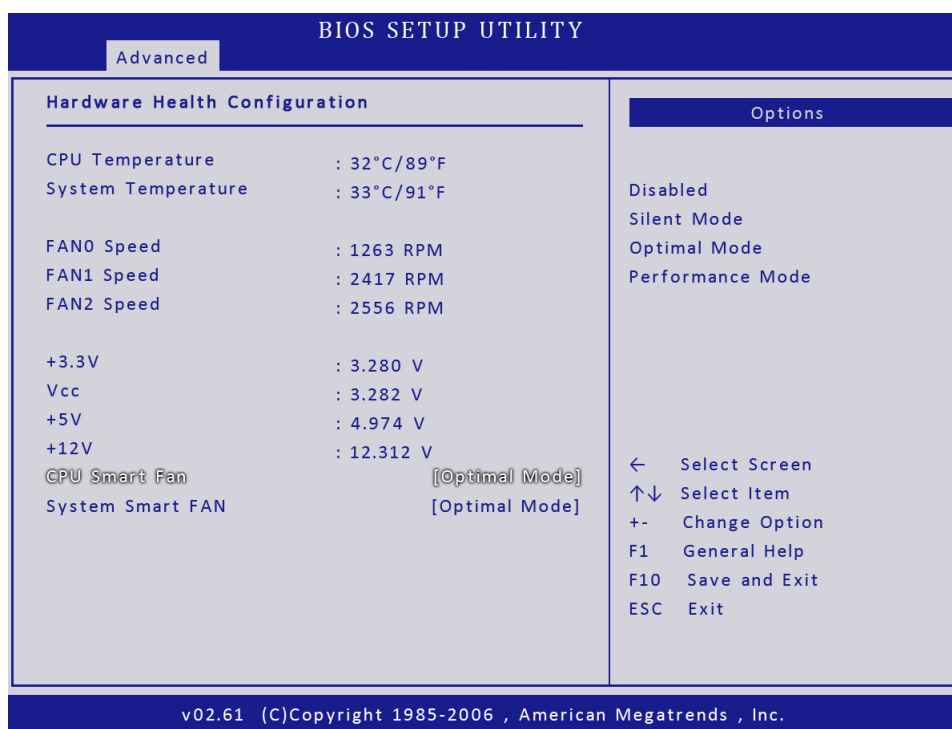 BIOS SETUP UTILITY
Advanced
Hardware Health Configuration
CPU Temperature : 32°C/89°F
System Temperature : 33°C/91°F
FAN0 Speed : 1263 RPM
FAN1 Speed : 2417 RPM
FAN2 Speed : 2556 RPM
+3.3V : 3.280 V
Vcc : 3.282 V
+5V : 4.974 V
+12V : 12.312 V
CPU Smart Fan [Optimal Mode]
System Smart FAN [Optimal Mode]
Options
Disabled
Silent Mode
Optimal Mode
Performance Mode
← Select Screen
↑↓ Select Item
+- Change Option
F1 General Help
F10 Save and Exit
ESC Exit
v02.61 (C)Copyright 1985-2006 , American Megatrends , Inc.